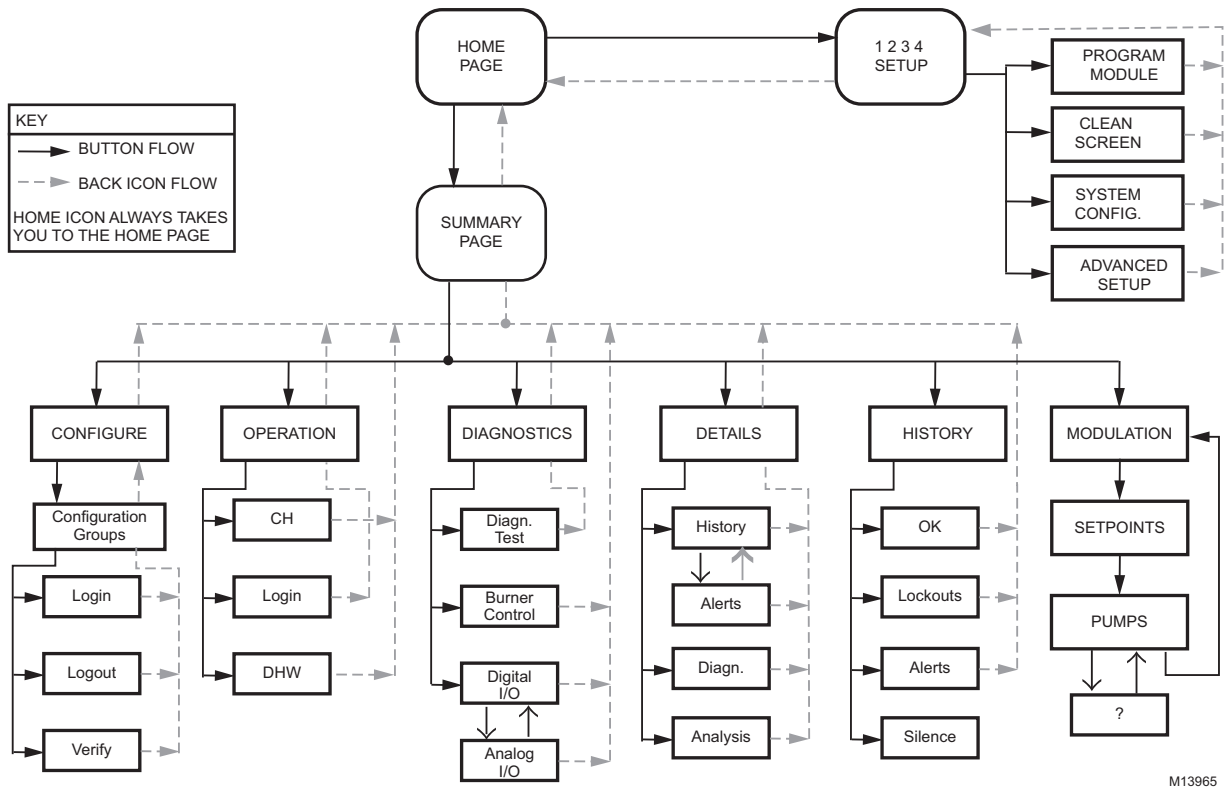 HOME
PAGE
1 2 3 4
SETUP
PROGRAM
MODULE
CLEAN
SCREEN
SYSTEM
CONFIG.
ADVANCED
SETUP
KEY
BUTTON FLOW
BACK ICON FLOW
HOME ICON ALWAYS TAKES
YOU TO THE HOME PAGE
SUMMARY
PAGE
CONFIGURE
OPERATION
DIAGNOSTICS
DETAILS
HISTORY
MODULATION
Configuration
Groups
Login
Logout
Verify
CH
Login
DHW
Diagn.
Test
Burner
Control
Digital
I/O
Analog
I/O
History
Alerts
Diagn.
Analysis
OK
Lockouts
Alerts
Silence
SETPOINTS
PUMPS
?
M13965